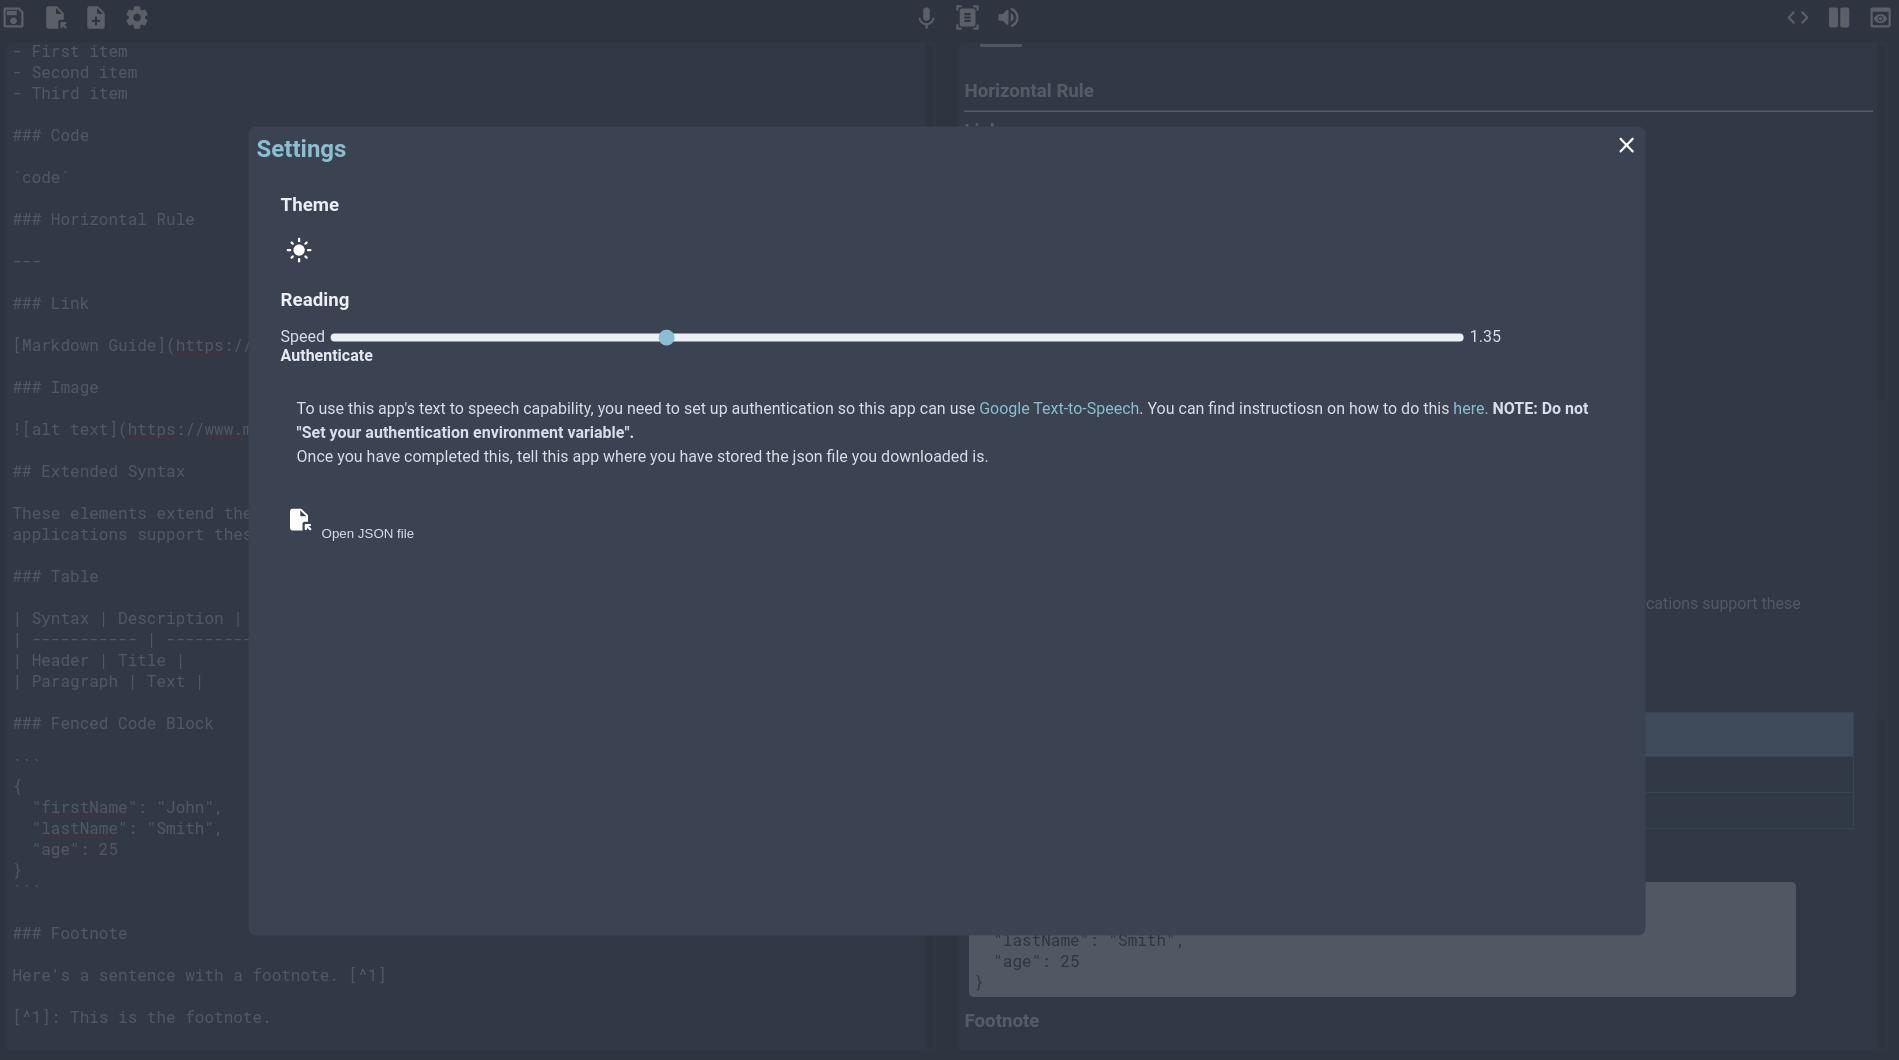 - First item
- Second item
- Third item
### Code
`code`
### Horizontal Rule
---
### Link
[Markdown Guide](https://
### Image
![alt text](https://www.m
## Extended Syntax
These elements extend the
applications support thes
### Table
| Syntax | Description |
| ----------- | ---------
| Header | Title |
| Paragraph | Text |
### Fenced Code Block
```
{
"firstName": "John",
"lastName": "Smith",
"age": 25
}
```
### Footnote
Here's a sentence with a footnote. [^1]
[^1]: This is the footnote.
Settings
Theme
Reading
Speed 1.35
Authenticate
To use this app's text to speech capability, you need to set up authentication so this app can use Google Text-to-Speech. You can find instructiosn on how to do this here. NOTE: Do not
"Set your authentication environment variable".
Once you have completed this, tell this app where you have stored the json file you downloaded is.
Open JSON file
Horizontal Rule
cations support these
"lastName": "Smith",
"age": 25
}
Footnote